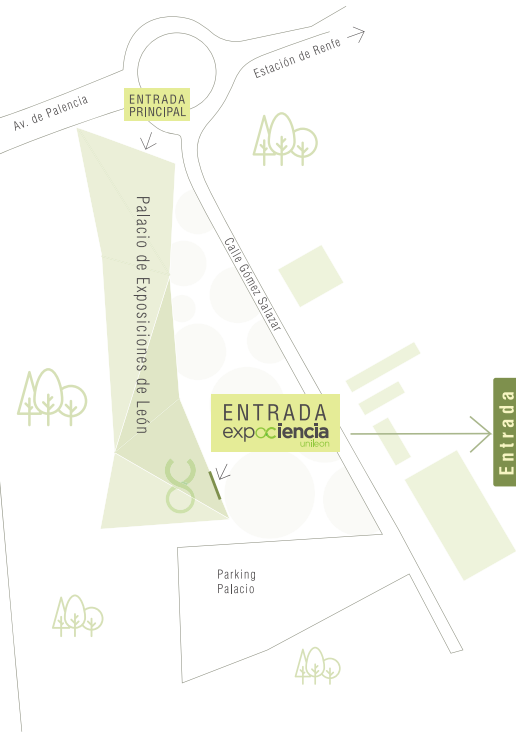 Estación de Renfe
Av. de Palencia
ENTRADA
PRINCIPAL
Palacio de Exposiciones de León
Calle Gómez Salazar
ENTRADA
expociencia
unileon
Entrada
Parking
Palacio